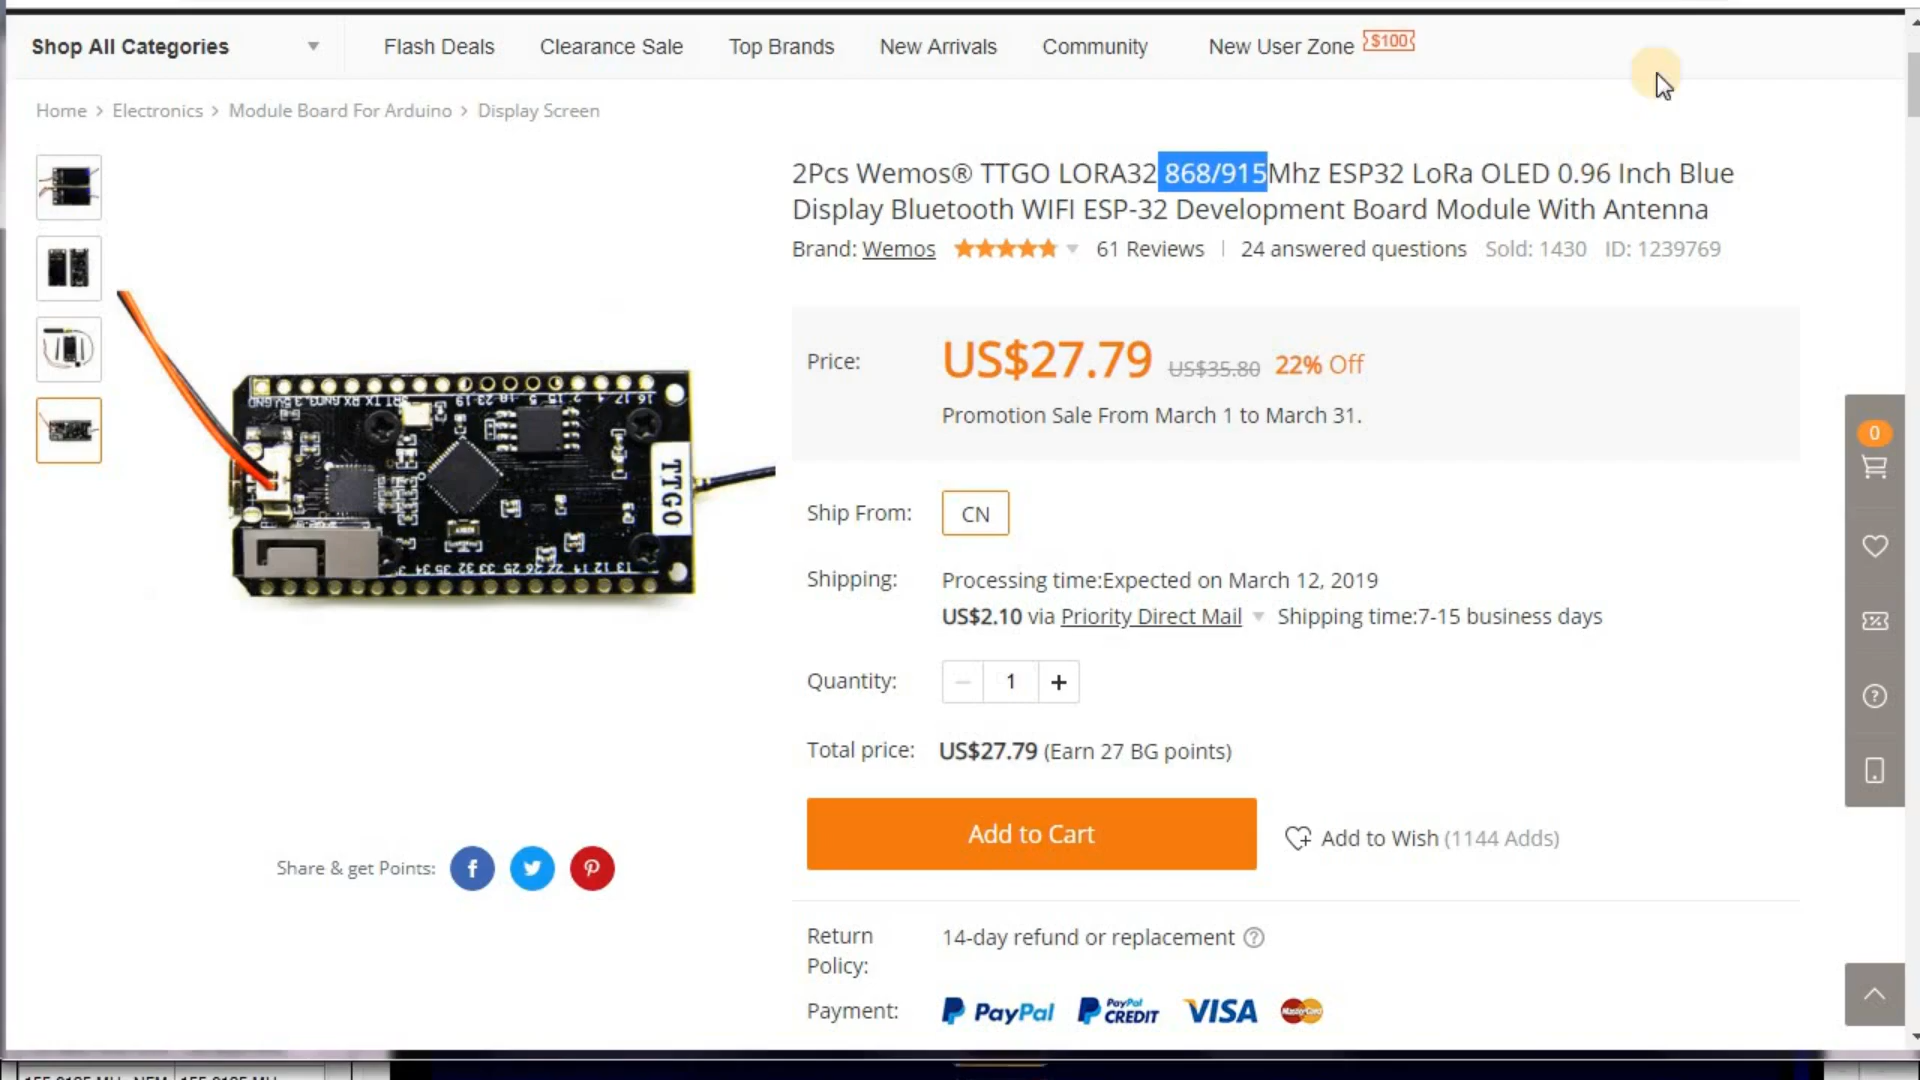 Shop All Categories
Flash Deals
Clearance Sale
Top Brands
New Arrivals
Community
New User Zone
$100
Home > Electronics > Module Board For Arduino > Display Screen
2Pcs Wemos® TTGO LORA32 868/915Mhz ESP32 LoRa OLED 0.96 Inch Blue
Display Bluetooth WIFI ESP-32 Development Board Module With Antenna
Brand: Wemos 61 Reviews 24 answered questions Sold: 1430 ID: 1239769
Price: US$27.79 US$35.80 22% Off
Promotion Sale From March 1 to March 31.
TTGO
Ship From: CN
Shipping: Processing time:Expected on March 12, 2019
US$2.10 via Priority Direct Mail Shipping time:7-15 business days
Quantity: 1 +
Total price: US$27.79 (Earn 27 BG points)
Add to Cart
Add to Wish (1144 Adds)
Share & get Points:
Return
Policy:
14-day refund or replacement
Payment: PayPal PayPal CREDIT VISA MasterCard
0